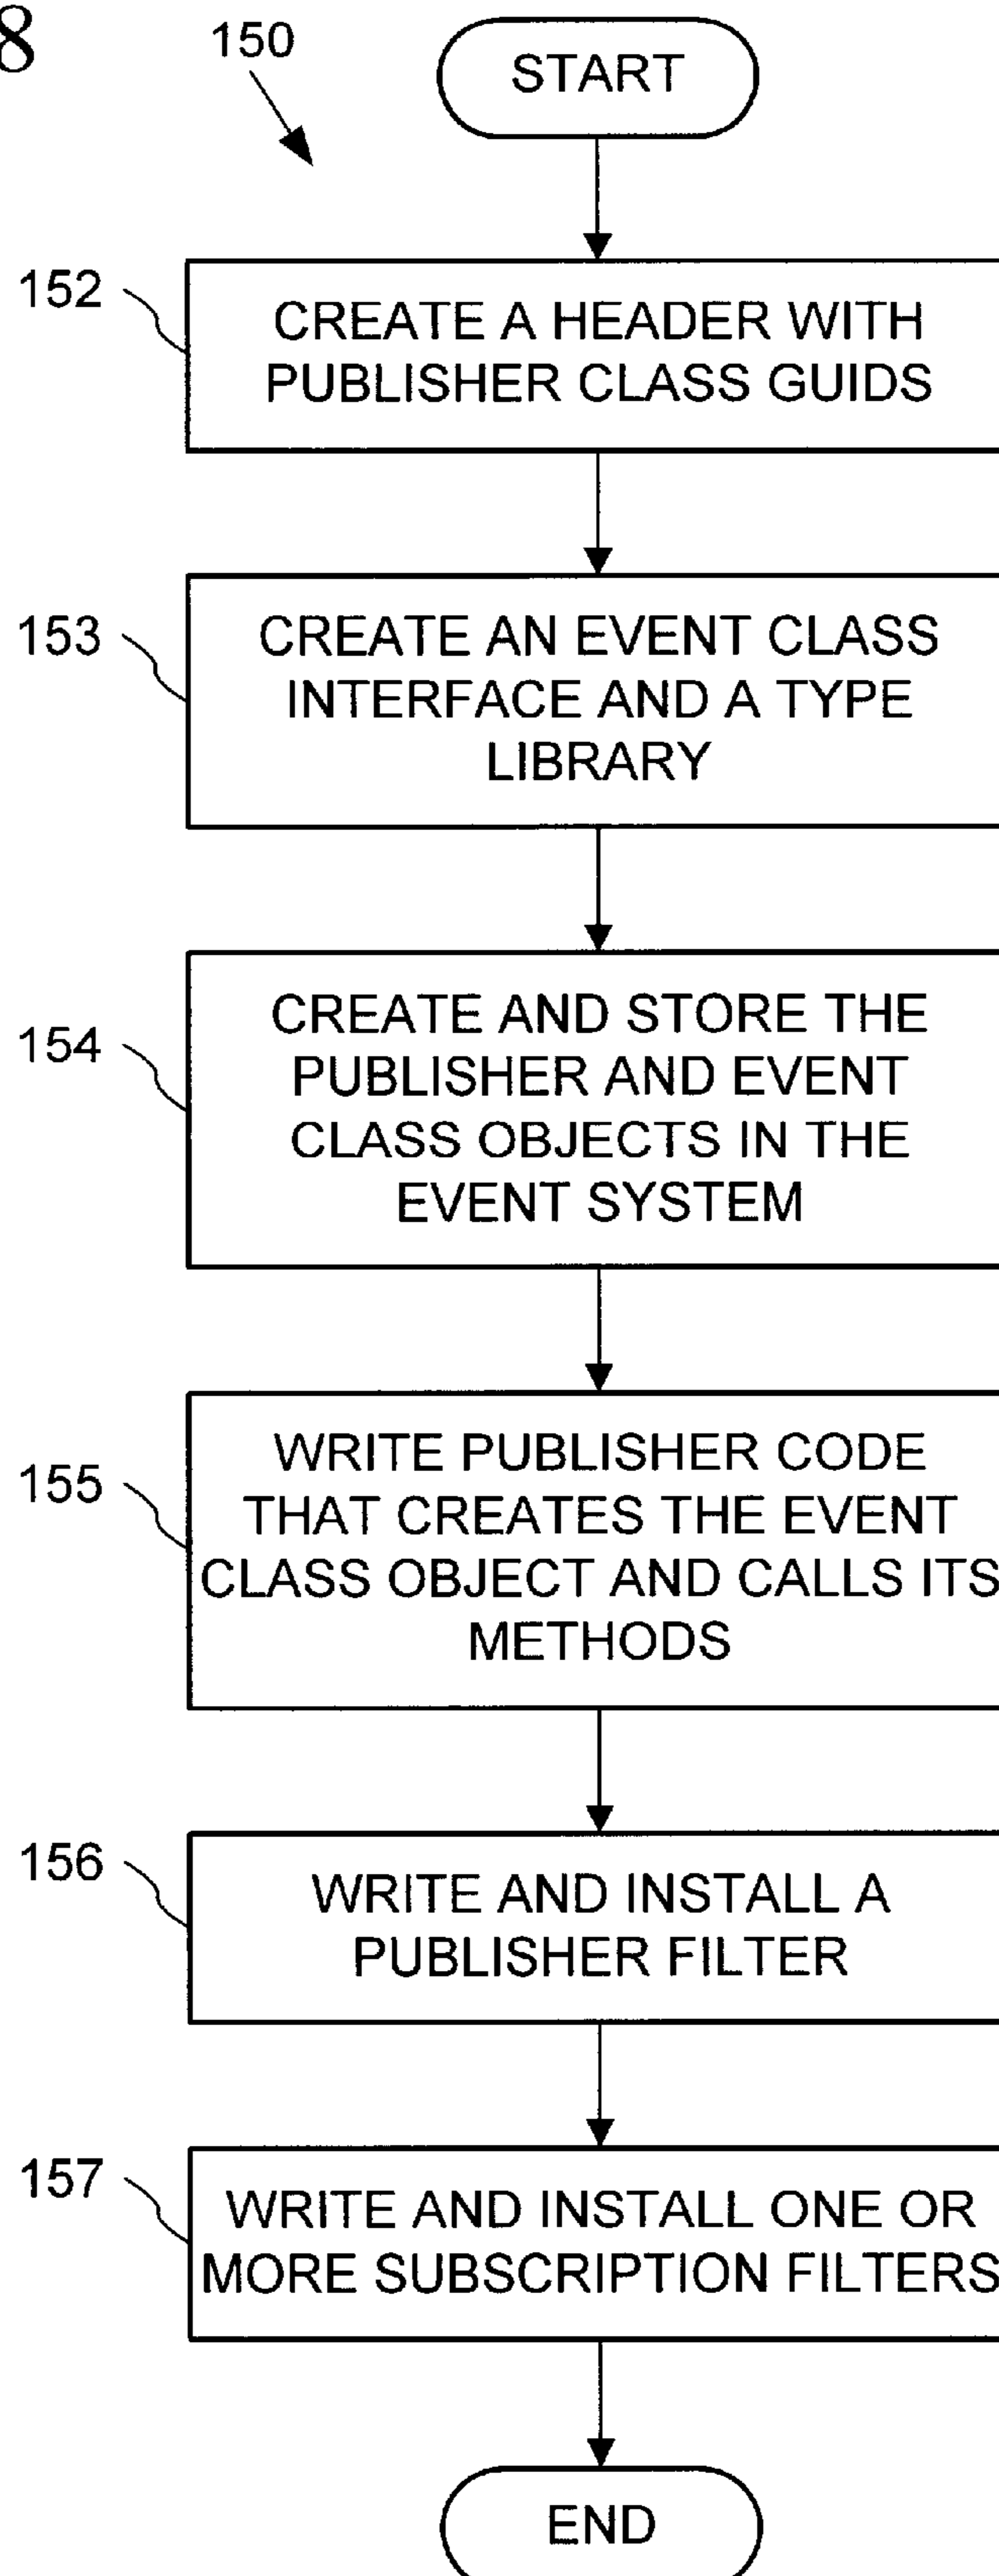 8
150
START
152
CREATE A HEADER WITH
PUBLISHER CLASS GUIDS
153
CREATE AN EVENT CLASS
INTERFACE AND A TYPE
LIBRARY
154
CREATE AND STORE THE
PUBLISHER AND EVENT
CLASS OBJECTS IN THE
EVENT SYSTEM
155
WRITE PUBLISHER CODE
THAT CREATES THE EVENT
CLASS OBJECT AND CALLS ITS
METHODS
156
WRITE AND INSTALL A
PUBLISHER FILTER
157
WRITE AND INSTALL ONE OR
MORE SUBSCRIPTION FILTERS
END